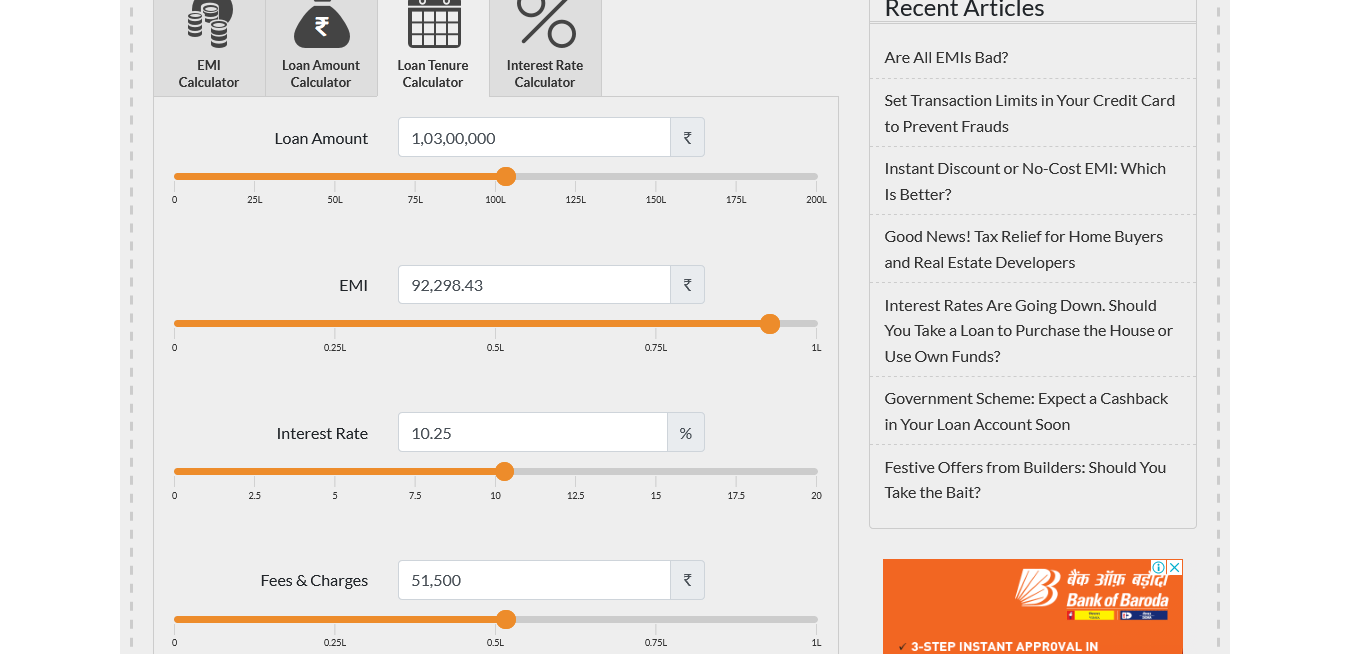 EMI
Calculator
Loan Amount
Calculator
Loan Tenure
Calculator
Interest Rate
Calculator
Loan Amount
1,03,00,000
₹
0
25L
50L
75L
100L
125L
150L
175L
200L
EMI
92,298.43
₹
0
0.25L
0.5L
0.75L
1L
Interest Rate
10.25
%
0
2.5
5
7.5
10
12.5
15
17.5
20
Fees & Charges
51,500
₹
0
0.25L
0.5L
0.75L
1L
Recent Articles
Are All EMIs Bad?
Set Transaction Limits in Your Credit Card
to Prevent Frauds
Instant Discount or No-Cost EMI: Which
Is Better?
Good News! Tax Relief for Home Buyers
and Real Estate Developers
Interest Rates Are Going Down. Should
You Take a Loan to Purchase the House or
Use Own Funds?
Government Scheme: Expect a Cashback
in Your Loan Account Soon
Festive Offers from Builders: Should You
Take the Bait?
बैंक ऑफ़ बड़ौदा
Bank of Baroda
✓ 3-STEP INSTANT APPROVAL IN